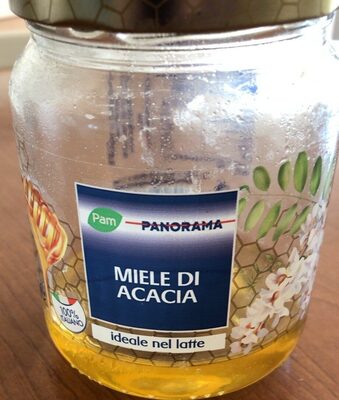 Pam PANORAMA
MIELE DI
ACACIA
ideale nel latte
100%
ITALIANO